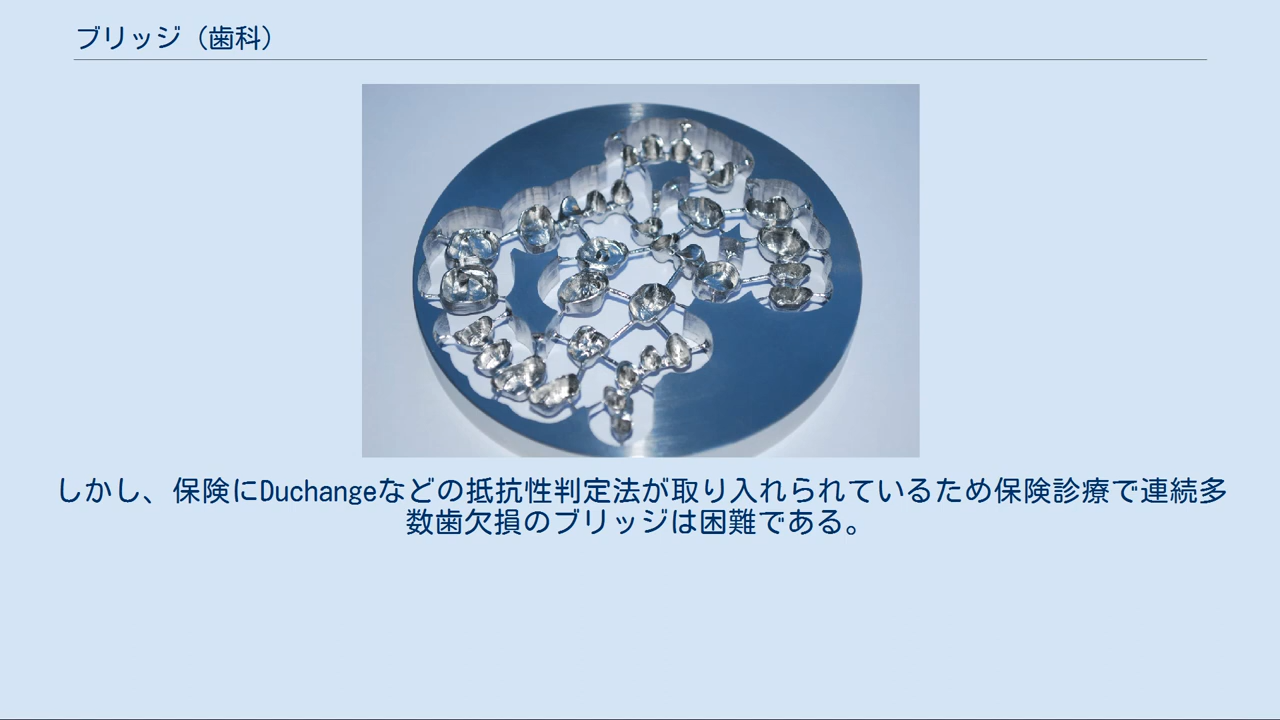 ブリッジ（歯科）
しかし、保険にDuchangeなどの抵抗性判定法が取り入れられているため保険診療で連続多
数歯欠損のブリッジは困難である。